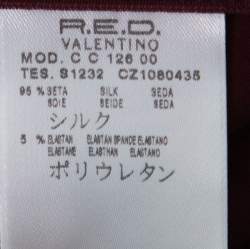 R.E.D.
VALENTINO
MOD. C C 126 00
TES. S1232 CZ1080435
95 % SETA SILK SEDA
SOIE SEIDE SEDA
シルク
5 % ELASTAN ELASTAN SPANDE ELASTANO
ELASTANE ELASTHAN ELASTANO
ポリウレタン